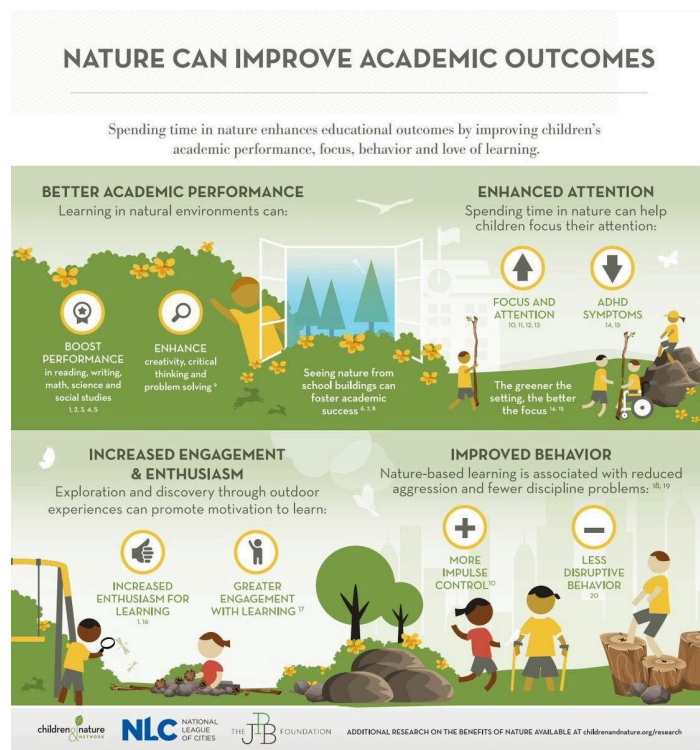 NATURE CAN IMPROVE ACADEMIC OUTCOMES
Spending time in nature enhances educational outcomes by improving children's
academic performance, focus, behavior and love of learning.
BETTER ACADEMIC PERFORMANCE
Learning in natural environments can:
BOOST
PERFORMANCE
in reading, writing,
math, science and
social studies
1, 2, 3, 4, 5
ENHANCE
creativity, critical
thinking and
problem solving 9
Seeing nature from
school buildings can
foster academic
success 6, 7, 8
ENHANCED ATTENTION
Spending time in nature can help
children focus their attention:
FOCUS AND
ATTENTION
10, 11, 12, 13
ADHD
SYMPTOMS
14, 15
The greener the
setting, the better
the focus 14, 15
INCREASED ENGAGEMENT
& ENTHUSIASM
Exploration and discovery through outdoor
experiences can promote motivation to learn:
INCREASED
ENTHUSIASM FOR
LEARNING
1, 16
GREATER
ENGAGEMENT
WITH LEARNING 17
IMPROVED BEHAVIOR
Nature-based learning is associated with reduced
aggression and fewer discipline problems: 18, 19
MORE
IMPULSE
CONTROL 10
LESS
DISRUPTIVE
BEHAVIOR
20
children & nature
NETWORK
NLC NATIONAL
LEAGUE
OF CITIES
THE JPB FOUNDATION
ADDITIONAL RESEARCH ON THE BENEFITS OF NATURE AVAILABLE AT childrenandnature.org/research